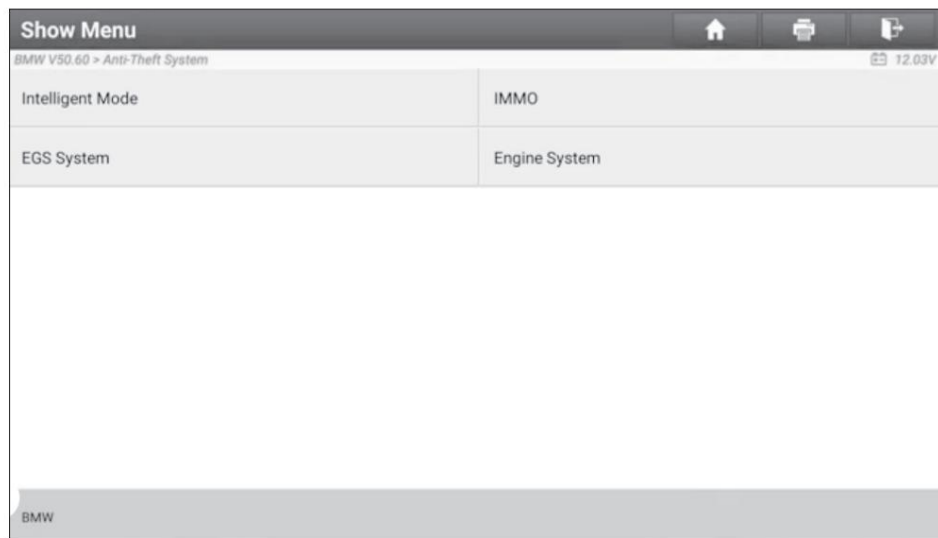 Show Menu
BMW V50.60 > Anti-Theft System
12.03V
Intelligent Mode
IMMO
EGS System
Engine System
BMW